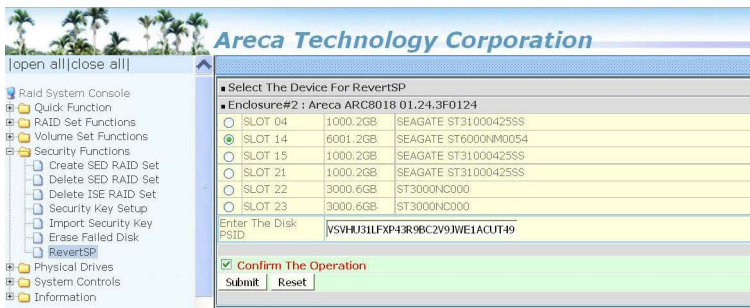 Areca Technology Corporation
|open all|close all|
Raid System Console
Quick Function
RAID Set Functions
Volume Set Functions
Security Functions
Create SED RAID Set
Delete SED RAID Set
Delete ISE RAID Set
Security Key Setup
Import Security Key
Erase Failed Disk
RevertSP
Physical Drives
System Controls
Information
Select The Device For RevertSP
Enclosure#2 : Areca ARC8018 01.24.3F0124
SLOT 04 1000.2GB SEAGATE ST31000425SS
SLOT 14 6001.2GB SEAGATE ST6000NM0054
SLOT 15 1000.2GB SEAGATE ST31000425SS
SLOT 21 1000.2GB SEAGATE ST31000425SS
SLOT 22 3000.6GB ST3000NC000
SLOT 23 3000.6GB ST3000NC000
Enter The Disk PSID VSVHU31LFXP43R9BC2V9JWE1ACUT49
Confirm The Operation
Submit Reset